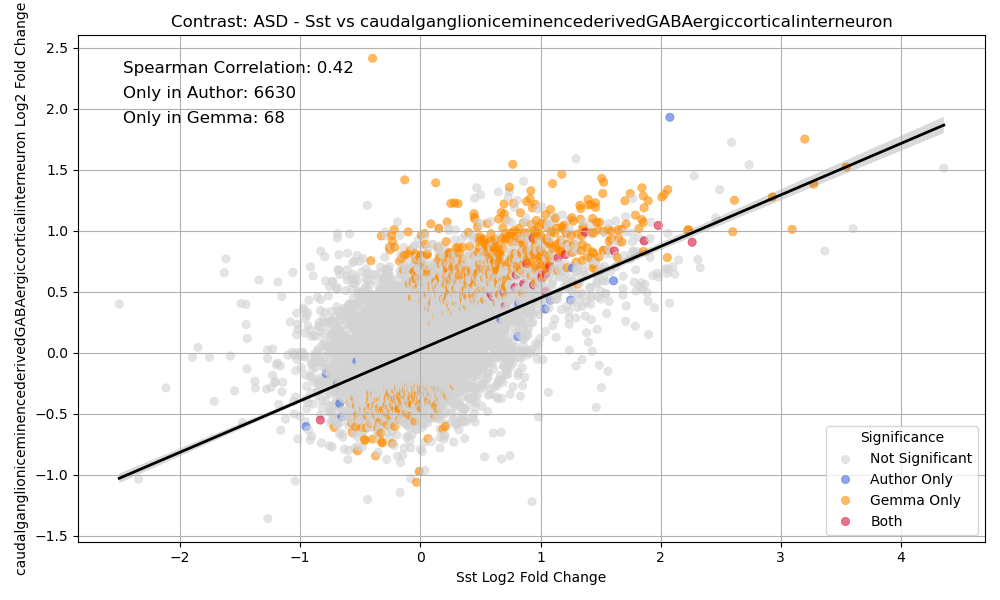 Contrast: ASD - Sst vs caudalganglioniceminencederivedGABAergiccorticalinterneuron
caudalganglioniceminencederivedGABAergiccorticalinterneuron Log2 Fold Change
2.5
2.0
1.5
1.0
0.5
0.0
−0.5
−1.0
−1.5
Spearman Correlation: 0.42
Only in Author: 6630
Only in Gemma: 68
Significance
Not Significant
Author Only
Gemma Only
Both
−2
−1
0
1
2
3
4
Sst Log2 Fold Change